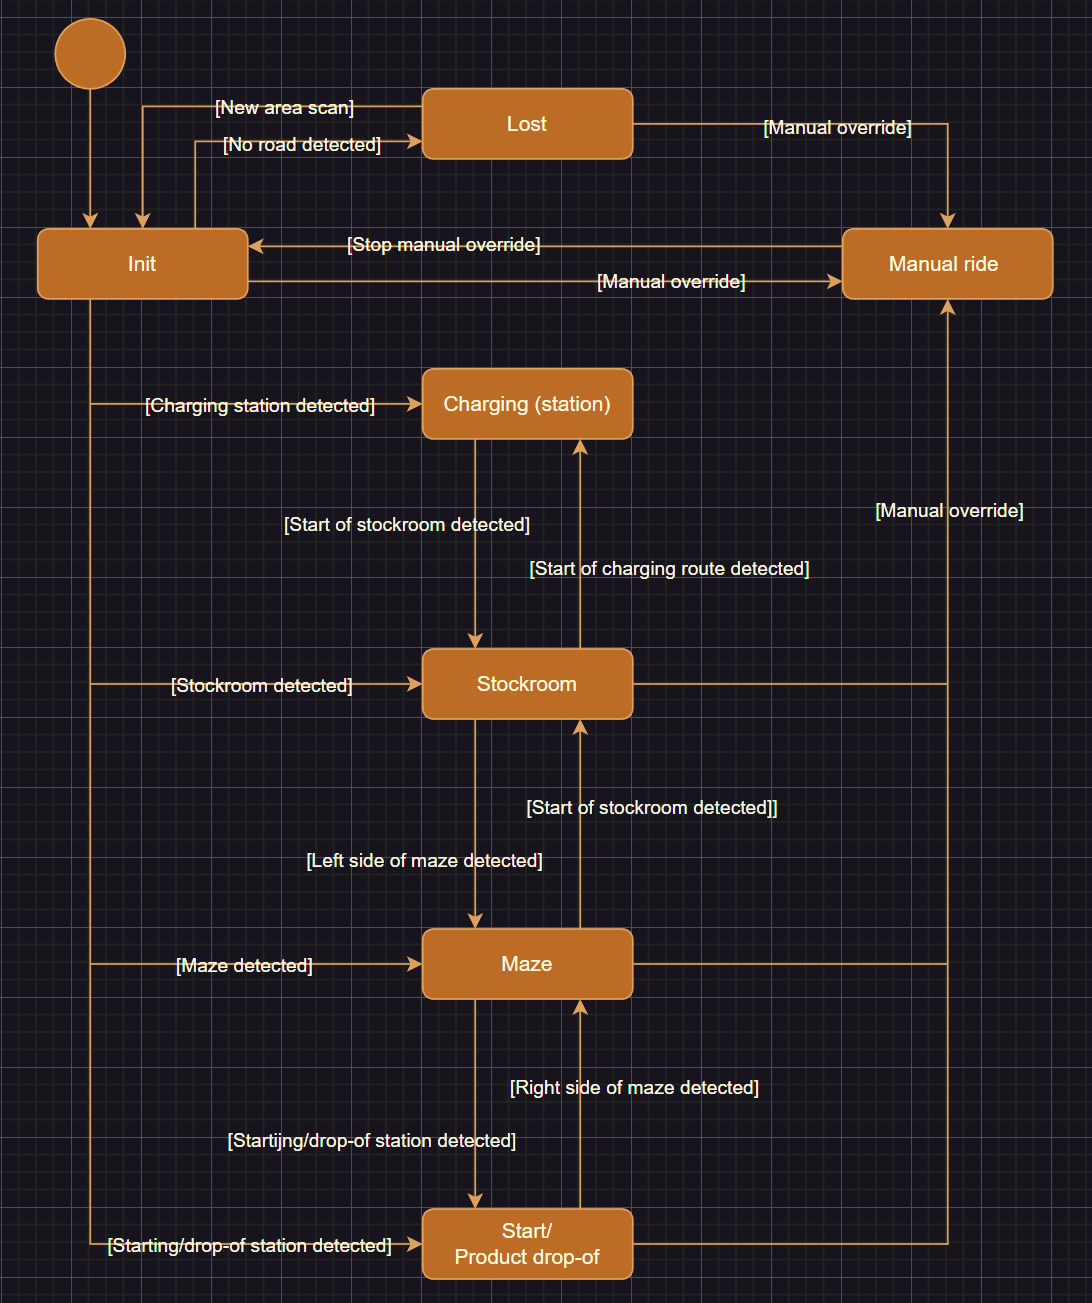 [New area scan]
Lost
[Manual override]
[No road detected]
[Stop manual override]
Init
Manual ride
[Manual override]
[Charging station detected]
Charging (station)
[Manual override]
[Start of stockroom detected]
[Start of charging route detected]
[Stockroom detected]
Stockroom
[Start of stockroom detected]]
[Left side of maze detected]
[Maze detected]
Maze
[Right side of maze detected]
[Startijng/drop-of station detected]
[Starting/drop-of station detected]
Start/
Product drop-of